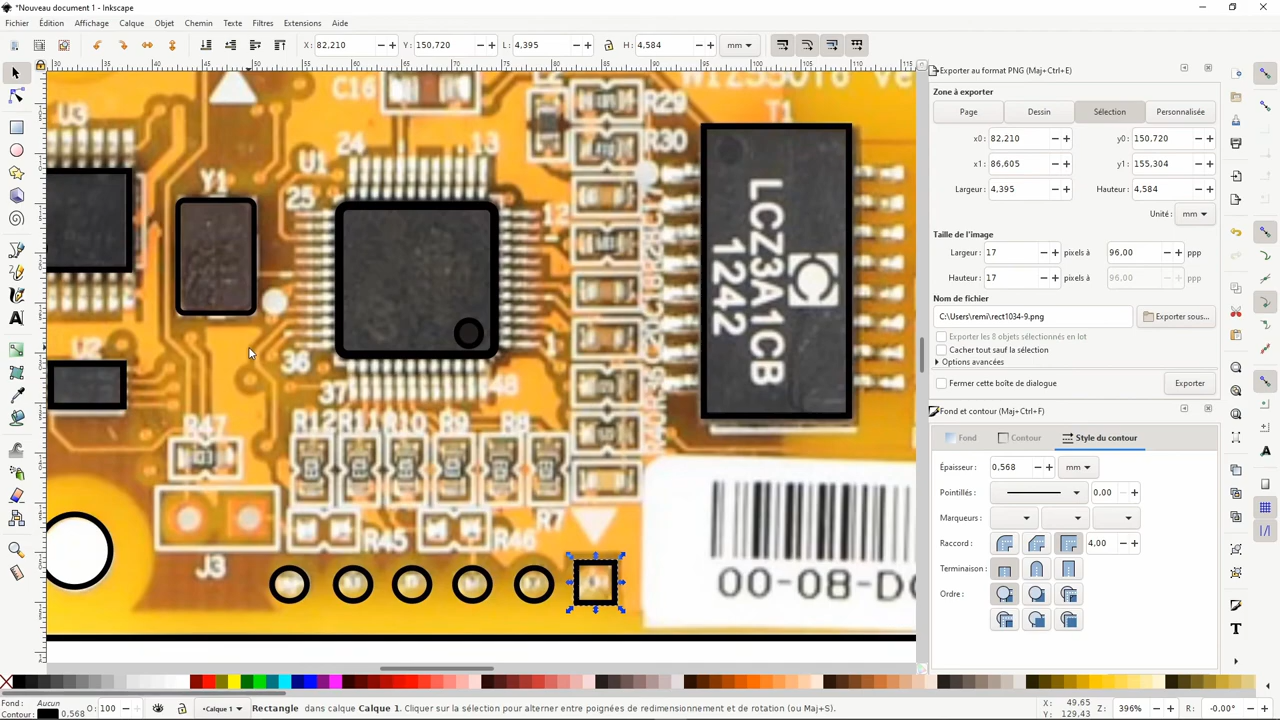 *Nouveau document 1 - Inkscape
Fichier Édition Affichage Calque Objet Chemin Texte Filtres Extensions Aide
X: 82,210 Y: 150,720 L: 4,395 H: 4,584 mm
Exporter au format PNG (Maj+Ctrl+E)
Zone à exporter
Page Dessin Sélection Personnalisée
x0: 82,210 y0: 150,720
x1: 86,605 y1: 155,304
Largeur: 4,395 Hauteur: 4,584
Unité: mm
Taille de l'image
Largeur: 17 pixels à 96,00 ppp
Hauteur: 17 pixels à 96,00 ppp
Nom de fichier
C:\Users\remi\rect1034-9.png Exporter sous...
Exporter les 8 objets sélectionnés en lot
Cacher tout sauf la sélection
Options avancées
Fermer cette boîte de dialogue Exporter
Fond et contour (Maj+Ctrl+F)
Fond Contour Style du contour
Épaisseur: 0,568 mm
Pointillés: 0.00
Marqueurs:
Raccord: 4,00
Terminaison:
Ordre:
C16
U3
R29
R30
T1
24
13
U1
Y1
25
12
LCZ3A1CB
1242
U2
36
1
37
48
R12 R11 R10 R9 R8
R47
R7
R45
R46
J3
00-08-D
Fond : Aucun
Contour : 0,568
O: 100
Calque 1
Rectangle dans calque Calque 1. Cliquer sur la sélection pour alterner entre poignées de redimensionnement et de rotation (ou Maj+S).
X: 49,65
Y: 129,43
Z: 396%
R: -0.00°